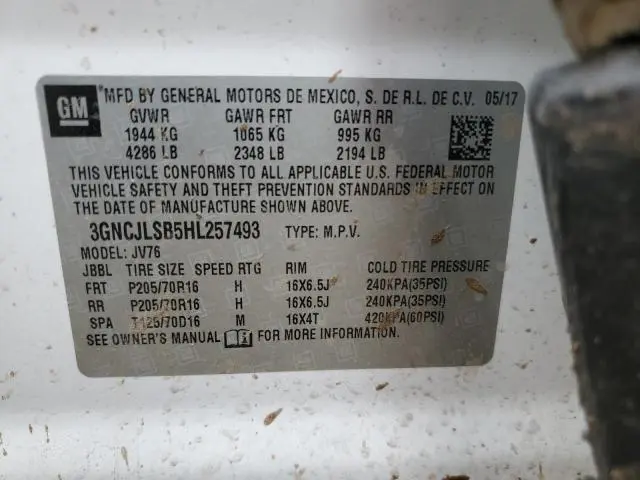 GM
*MFD BY GENERAL MOTORS DE MEXICO, S. DE R.L. DE C.V. 05/17
GVWR GAWR FRT GAWR RR
1944 KG 1065 KG 995 KG
4286 LB 2348 LB 2194 LB
THIS VEHICLE CONFORMS TO ALL APPLICABLE U.S. FEDERAL MOTOR
VEHICLE SAFETY AND THEFT PREVENTION STANDARDS IN EFFECT ON
THE DATE OF MANUFACTURE SHOWN ABOVE.
3GNCJLSB5HL257493 TYPE: M.P.V.
MODEL: JV76
JBBL TIRE SIZE SPEED RTG RIM COLD TIRE PRESSURE
FRT P205/70R16 H 16X6.5J 240KPA(35PSI)
RR P205/70R16 H 16X6.5J 240KPA(35PSI)
SPA T125/70D16 M 16X4T 420KPA(60PSI)
SEE OWNER'S MANUAL FOR MORE INFORMATION.